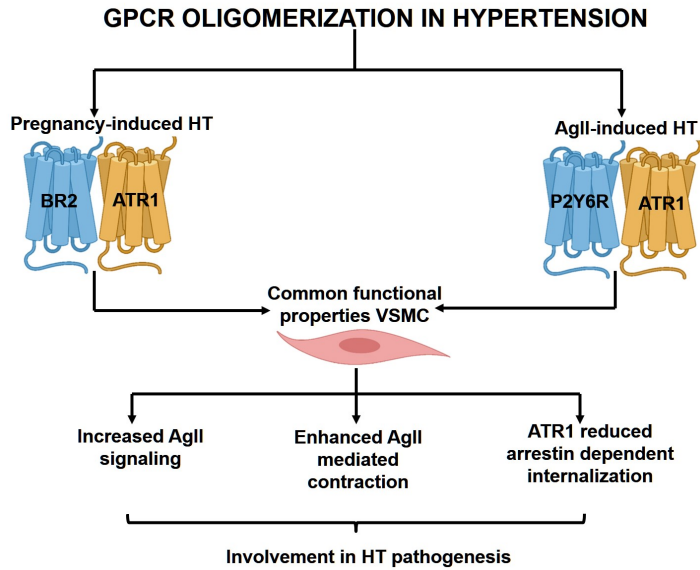 GPCR OLIGOMERIZATION IN HYPERTENSION
Pregnancy-induced HT
AgII-induced HT
BR2
ATR1
P2Y6R
ATR1
Common functional
properties VSMC
Increased AgII
signaling
Enhanced AgII
mediated
contraction
ATR1 reduced
arrestin dependent
internalization
Involvement in HT pathogenesis